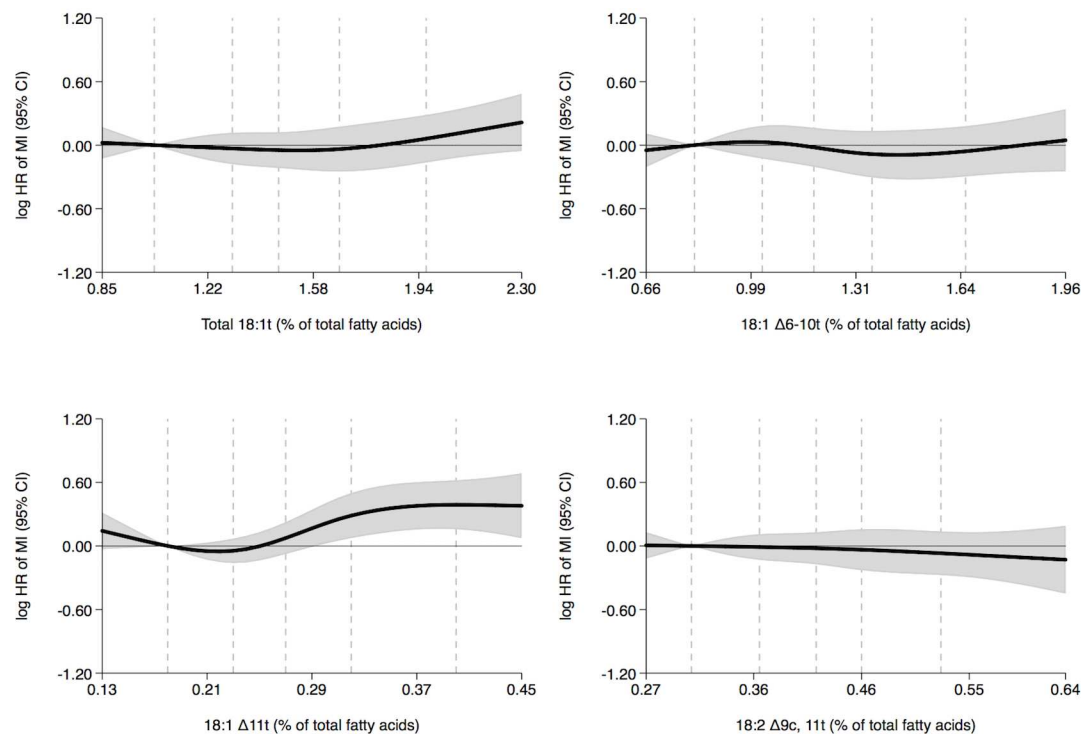 1.20
0.60
0.00
-0.60
-1.20
log HR of MI (95% CI)
0.85 1.22 1.58 1.94 2.30
Total 18:1t (% of total fatty acids)
1.20
0.60
0.00
-0.60
-1.20
log HR of MI (95% CI)
0.66 0.99 1.31 1.64 1.96
18:1 Δ6-10t (% of total fatty acids)
1.20
0.60
0.00
-0.60
-1.20
log HR of MI (95% CI)
0.13 0.21 0.29 0.37 0.45
18:1 Δ11t (% of total fatty acids)
1.20
0.60
0.00
-0.60
-1.20
log HR of MI (95% CI)
0.27 0.36 0.46 0.55 0.64
18:2 Δ9c, 11t (% of total fatty acids)